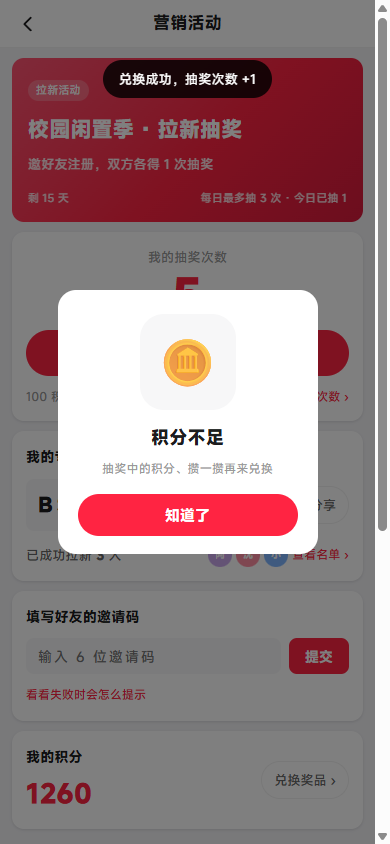 营销活动
兑换成功，抽奖次数 +1
拉新活动
校园闲置季 · 拉新抽奖
邀好友注册，双方各得 1 次抽奖
剩 15 天
每日最多抽 3 次 · 今日已抽 1
我的抽奖次数
积分不足
抽奖中的积分、攒一攒再来兑换
知道了
100
次数 ›
我的
B
分享
已成功拉新 3 人
查看名单 ›
填写好友的邀请码
输入 6 位邀请码
提交
看看失败时会怎么提示
我的积分
1260
兑换奖品 ›